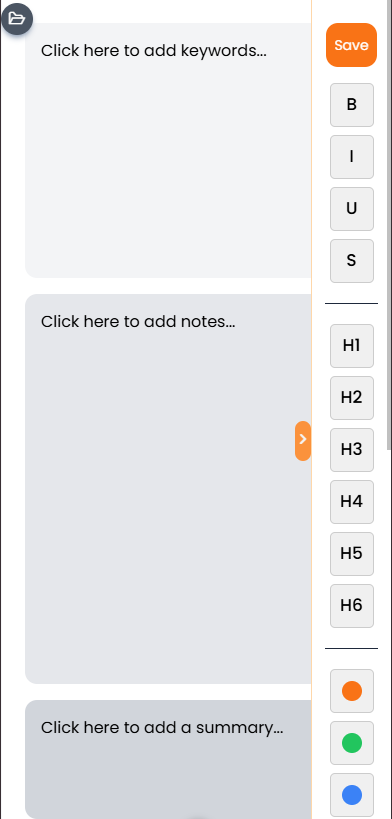 Click here to add keywords...
Save
B
I
U
S
Click here to add notes...
H1
H2
H3
H4
H5
H6
Click here to add a summary...